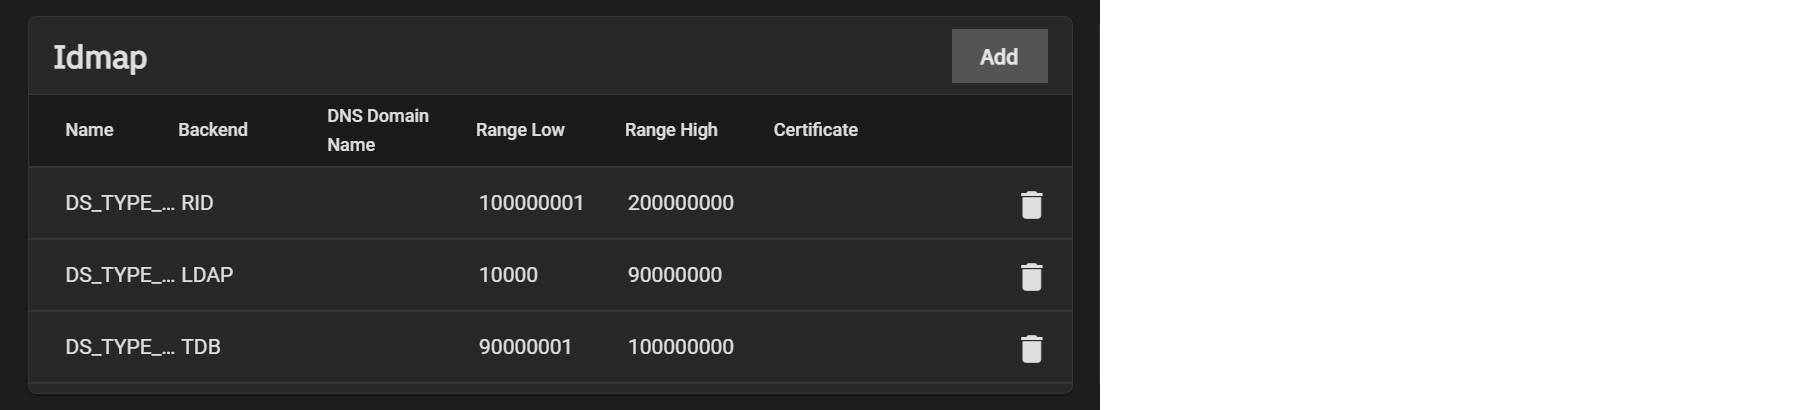 Idmap Add
Name Backend DNS Domain Name Range Low Range High Certificate
DS_TYPE_... RID 100000001 200000000
DS_TYPE_... LDAP 10000 90000000
DS_TYPE_... TDB 90000001 100000000